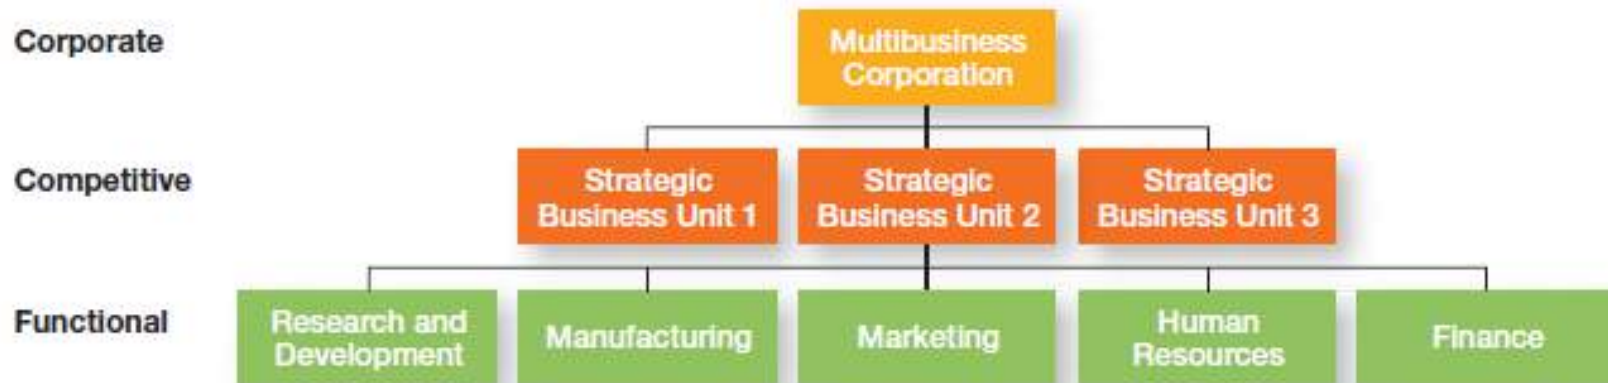 Corporate
Multibusiness
Corporation
Competitive
Strategic
Business Unit 1
Strategic
Business Unit 2
Strategic
Business Unit 3
Functional
Research and
Development
Manufacturing
Marketing
Human
Resources
Finance